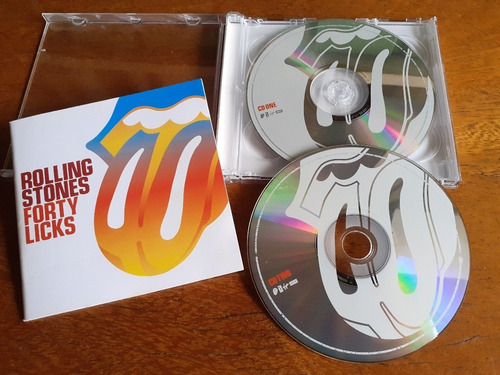 ROLLING
STONES
FORTY
LICKS
CD ONE
CD TWO